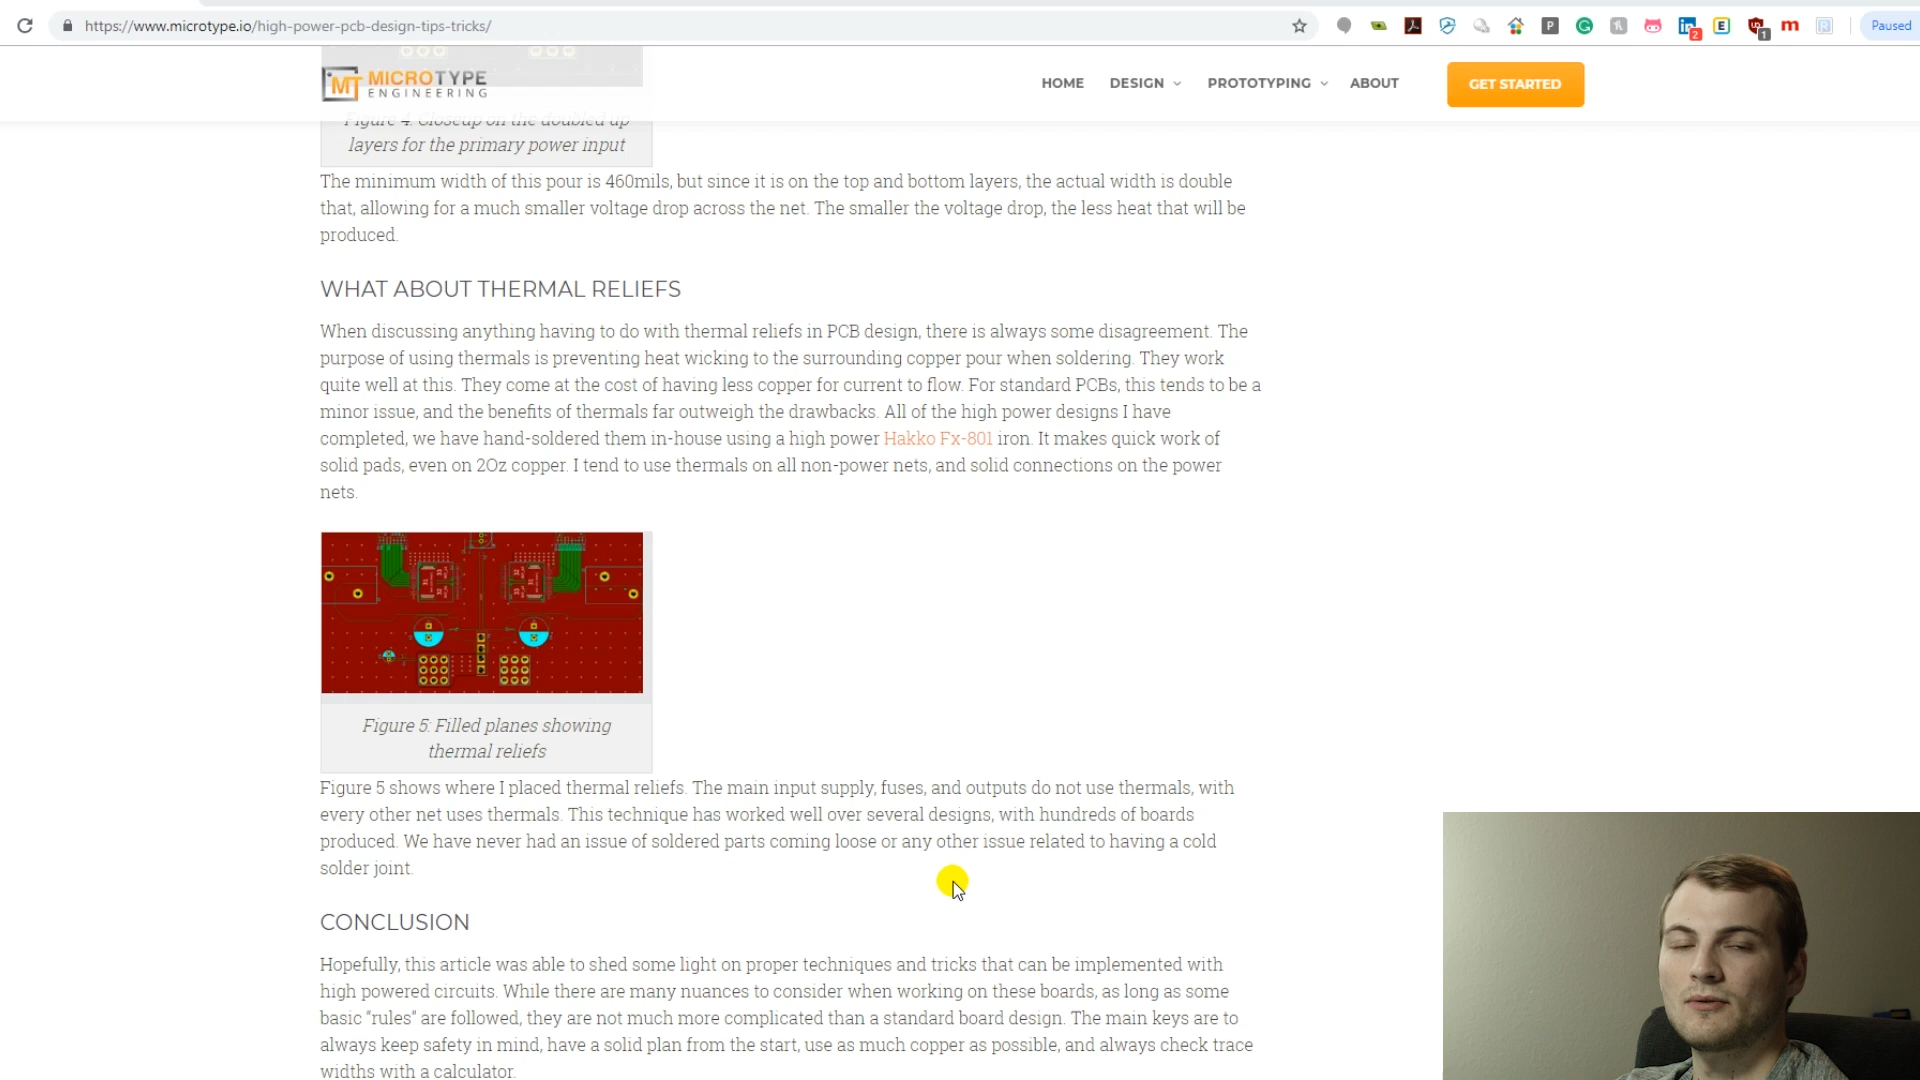 https://www.microtype.io/high-power-pcb-design-tips-tricks/
Paused
MT MICROTYPE
ENGINEERING
HOME DESIGN PROTOTYPING ABOUT GET STARTED
Figure 4: Closeup on the doubled up
layers for the primary power input
The minimum width of this pour is 460mils, but since it is on the top and bottom layers, the actual width is double
that, allowing for a much smaller voltage drop across the net. The smaller the voltage drop, the less heat that will be
produced.
WHAT ABOUT THERMAL RELIEFS
When discussing anything having to do with thermal reliefs in PCB design, there is always some disagreement. The
purpose of using thermals is preventing heat wicking to the surrounding copper pour when soldering. They work
quite well at this. They come at the cost of having less copper for current to flow. For standard PCBs, this tends to be a
minor issue, and the benefits of thermals far outweigh the drawbacks. All of the high power designs I have
completed, we have hand-soldered them in-house using a high power Hakko Fx-801 iron. It makes quick work of
solid pads, even on 2Oz copper. I tend to use thermals on all non-power nets, and solid connections on the power
nets.
Figure 5: Filled planes showing
thermal reliefs
Figure 5 shows where I placed thermal reliefs. The main input supply, fuses, and outputs do not use thermals, with
every other net uses thermals. This technique has worked well over several designs, with hundreds of boards
produced. We have never had an issue of soldered parts coming loose or any other issue related to having a cold
solder joint.
CONCLUSION
Hopefully, this article was able to shed some light on proper techniques and tricks that can be implemented with
high powered circuits. While there are many nuances to consider when working on these boards, as long as some
basic "rules" are followed, they are not much more complicated than a standard board design. The main keys are to
always keep safety in mind, have a solid plan from the start, use as much copper as possible, and always check trace
widths with a calculator.